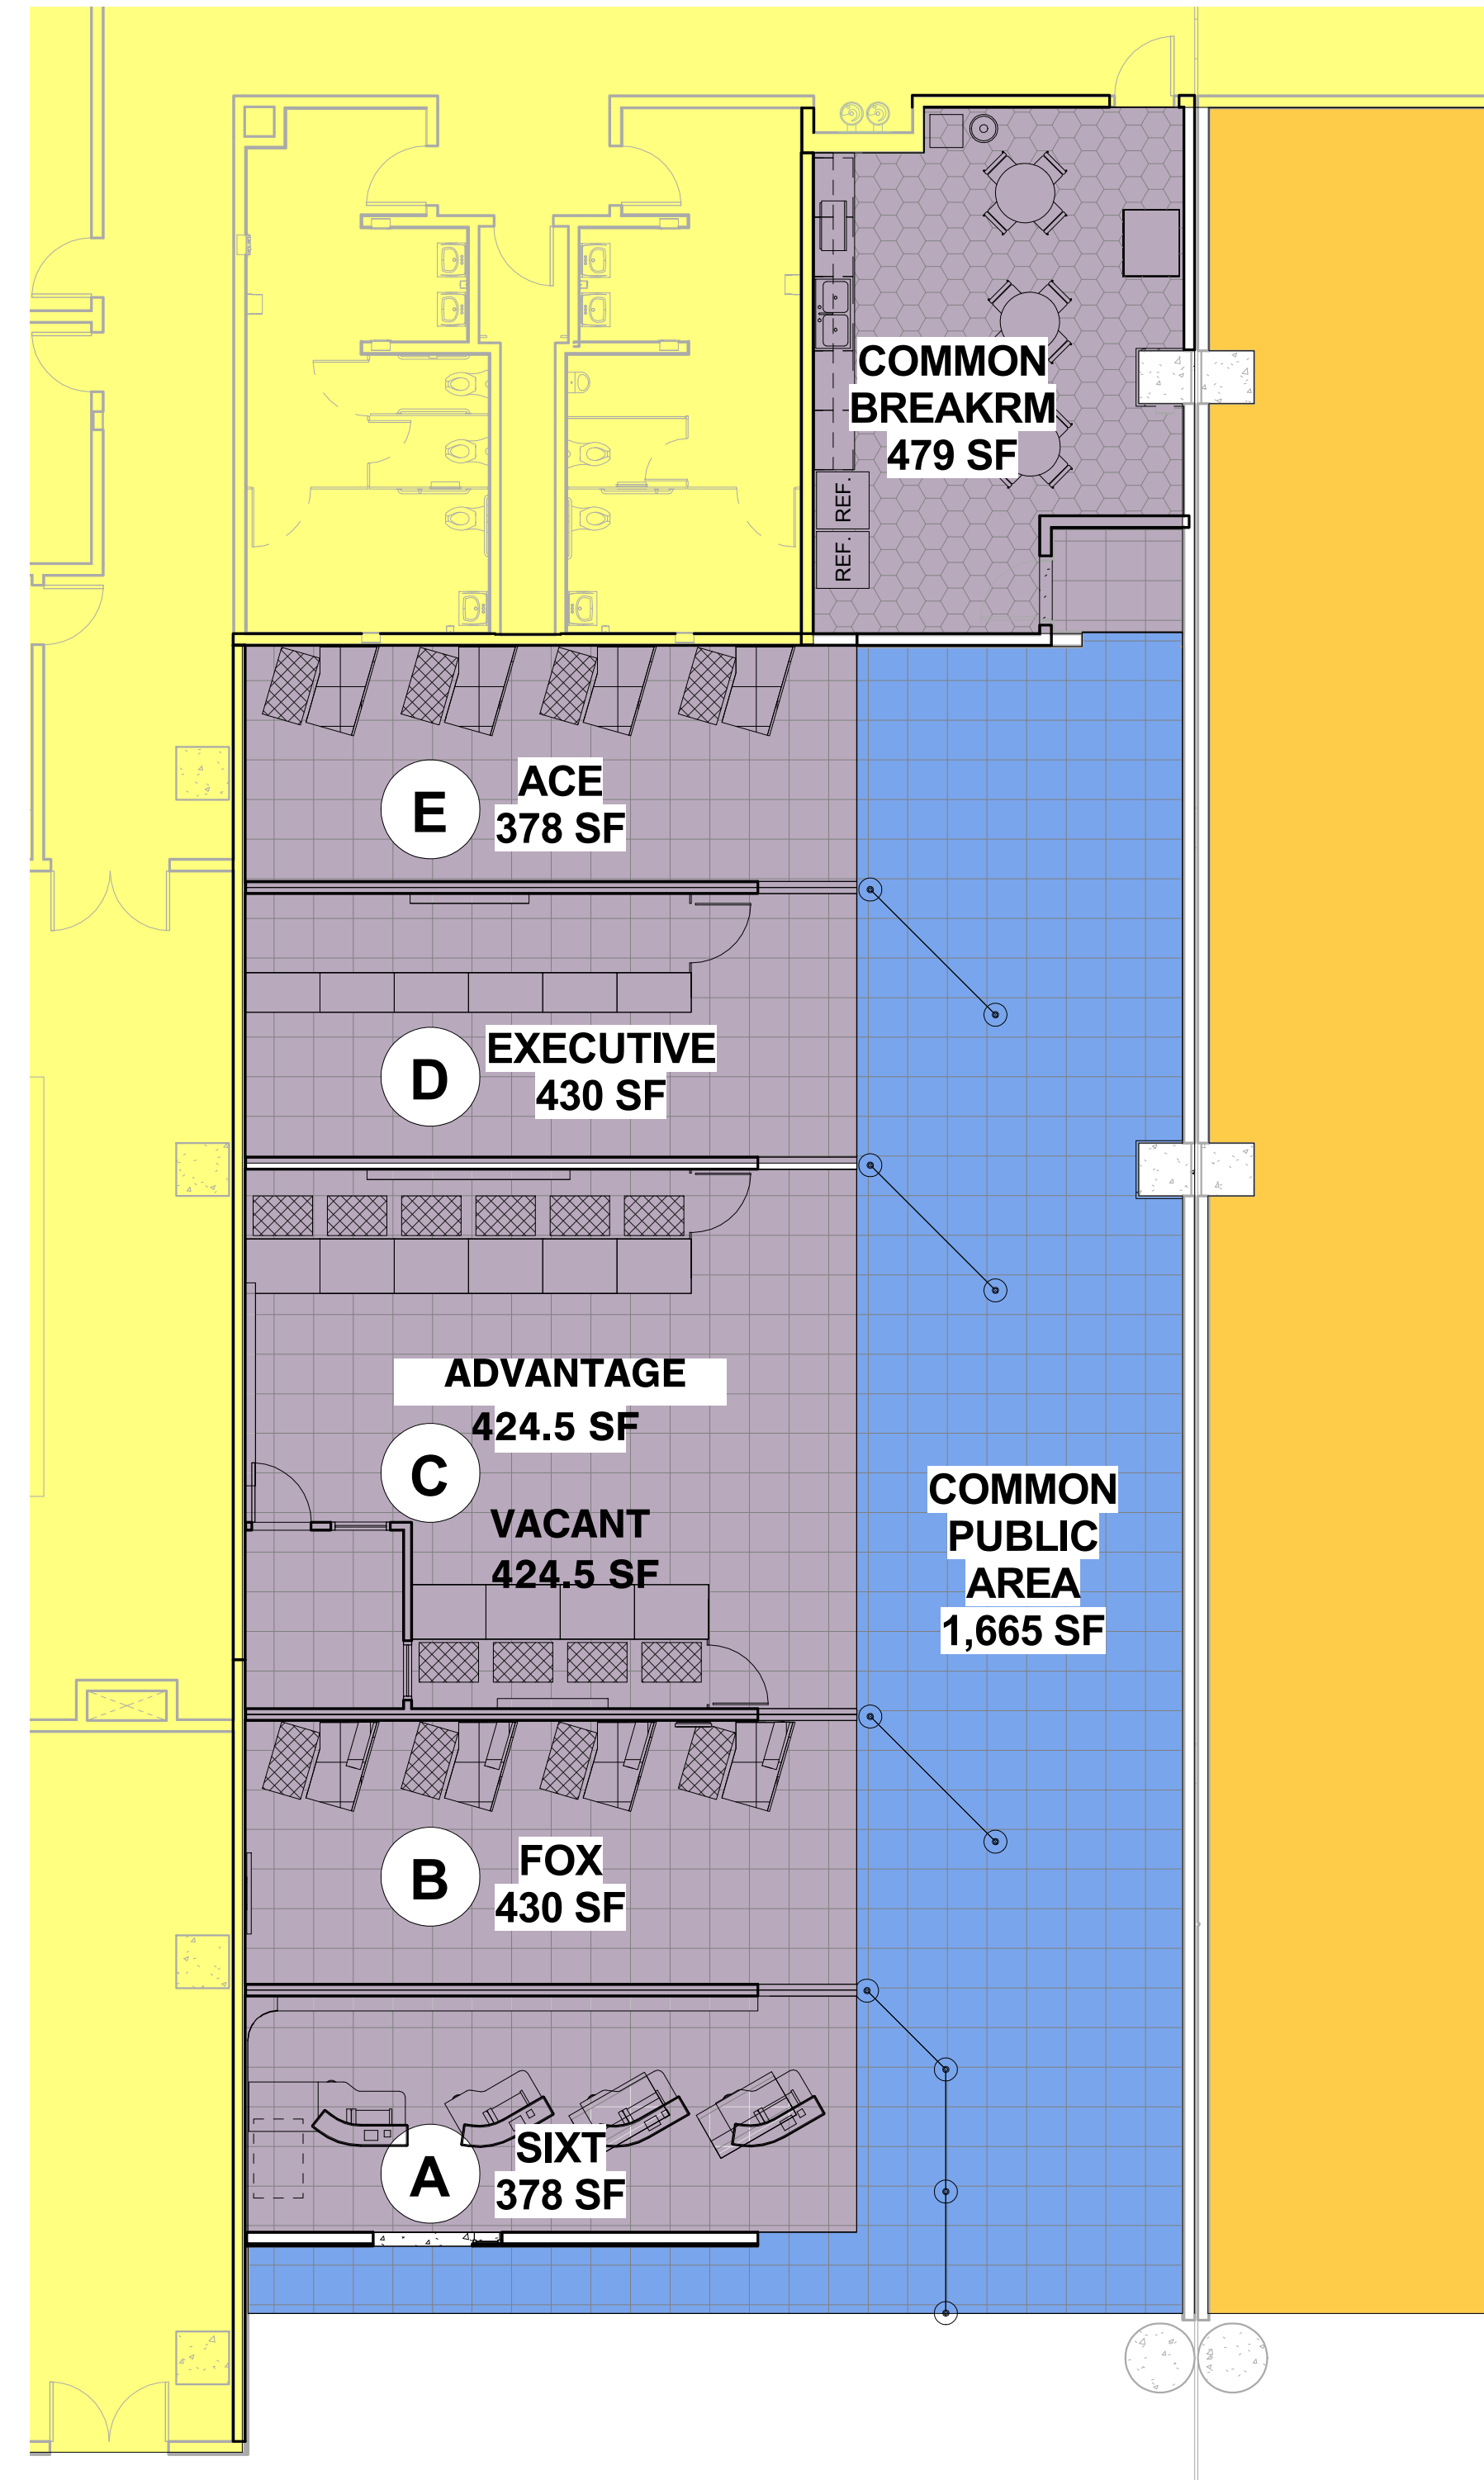 COMMON
BREAKRM
479 SF
REF.
REF.
E
ACE
378 SF
D
EXECUTIVE
430 SF
ADVANTAGE
424.5 SF
C
VACANT
424.5 SF
COMMON
PUBLIC
AREA
1,665 SF
B
FOX
430 SF
A
SIXT
378 SF